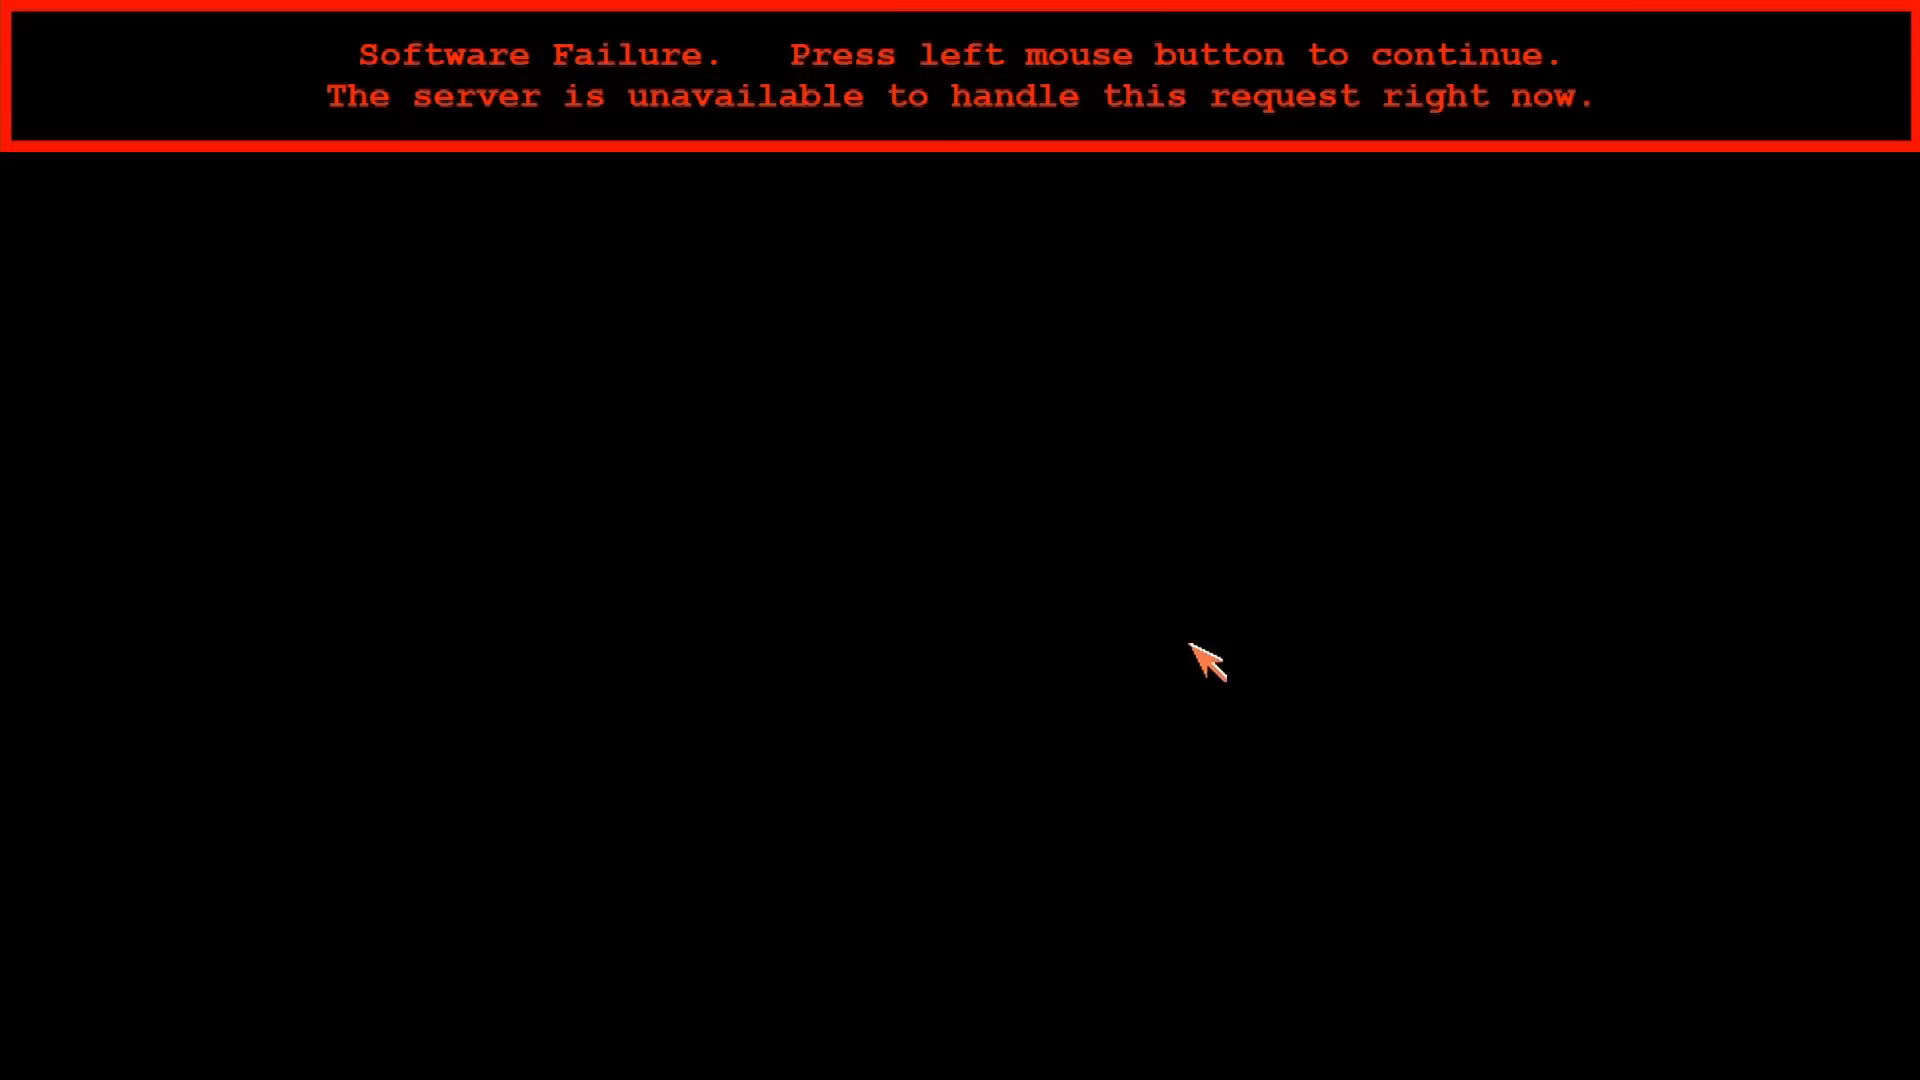 Software Failure.   Press left mouse button to continue.
The server is unavailable to handle this request right now.